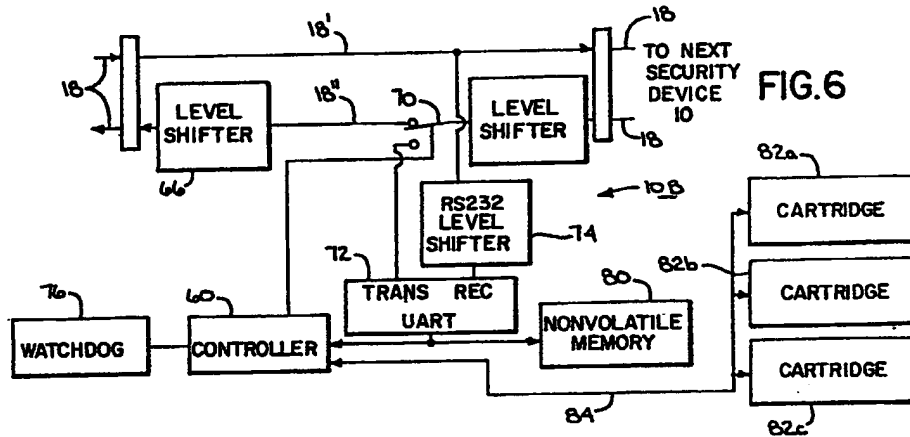 18'
18
TO NEXT
SECURITY
DEVICE
10
FIG.6
18
LEVEL
SHIFTER
18"
70
LEVEL
SHIFTER
18
66
10B
82a
CARTRIDGE
RS232
LEVEL
SHIFTER
74
72
82b
76
60
TRANS REC
UART
80
CARTRIDGE
WATCHDOG
CONTROLLER
NONVOLATILE
MEMORY
CARTRIDGE
84
82c